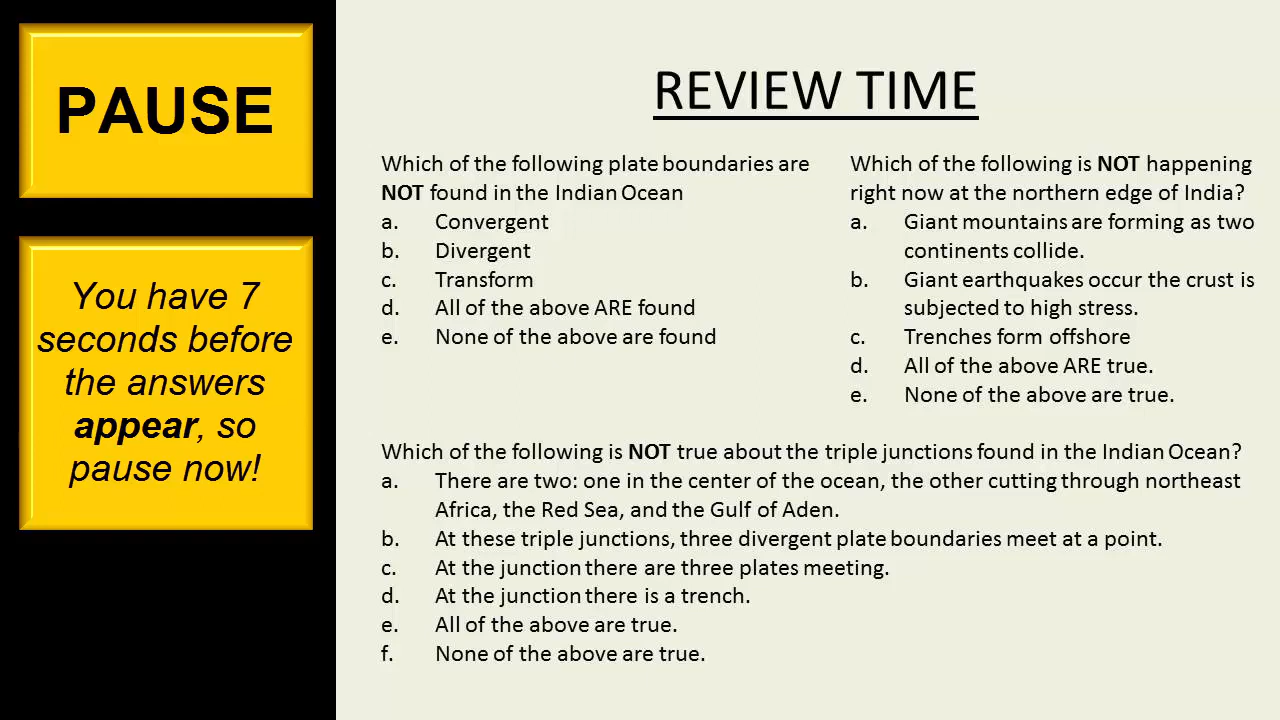 PAUSE
You have 7
seconds before
the answers
appear, so
pause now!
REVIEW TIME
Which of the following plate boundaries are
NOT found in the Indian Ocean
a. Convergent
b. Divergent
c. Transform
d. All of the above ARE found
e. None of the above are found
Which of the following is NOT happening
right now at the northern edge of India?
a. Giant mountains are forming as two
continents collide.
b. Giant earthquakes occur the crust is
subjected to high stress.
c. Trenches form offshore
d. All of the above ARE true.
e. None of the above are true.
Which of the following is NOT true about the triple junctions found in the Indian Ocean?
a. There are two: one in the center of the ocean, the other cutting through northeast
Africa, the Red Sea, and the Gulf of Aden.
b. At these triple junctions, three divergent plate boundaries meet at a point.
c. At the junction there are three plates meeting.
d. At the junction there is a trench.
e. All of the above are true.
f. None of the above are true.